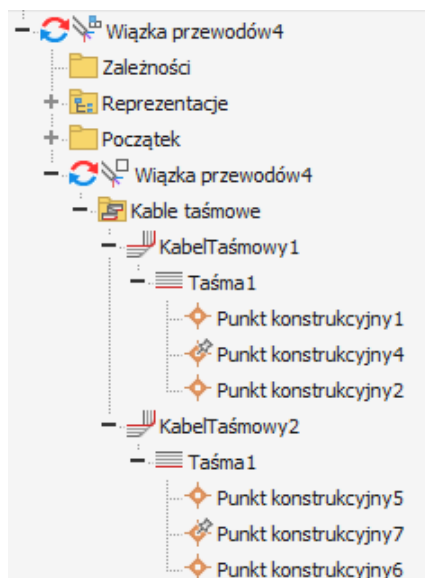 Wiązka przewodów4
Zależności
Reprezentacje
Początek
Wiązka przewodów4
Kable taśmowe
KabelTaśmowy1
Taśma1
Punkt konstrukcyjny1
Punkt konstrukcyjny4
Punkt konstrukcyjny2
KabelTaśmowy2
Taśma1
Punkt konstrukcyjny5
Punkt konstrukcyjny7
Punkt konstrukcyjny6